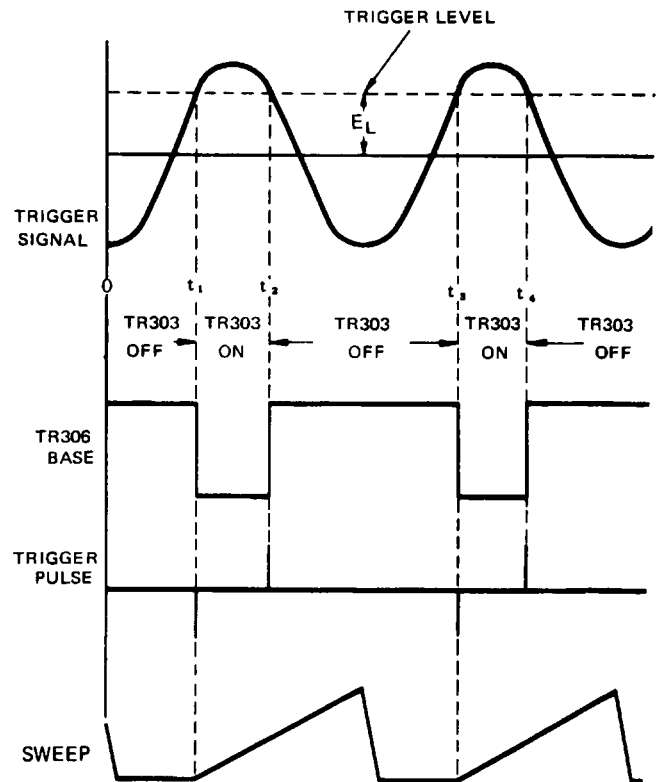 TRIGGER LEVEL
E_L
TRIGGER
SIGNAL
0 t₁ t₂ t₃ t₄
TR303 TR303 TR303 TR303 TR303
OFF ON OFF ON OFF
TR306
BASE
TRIGGER
PULSE
SWEEP